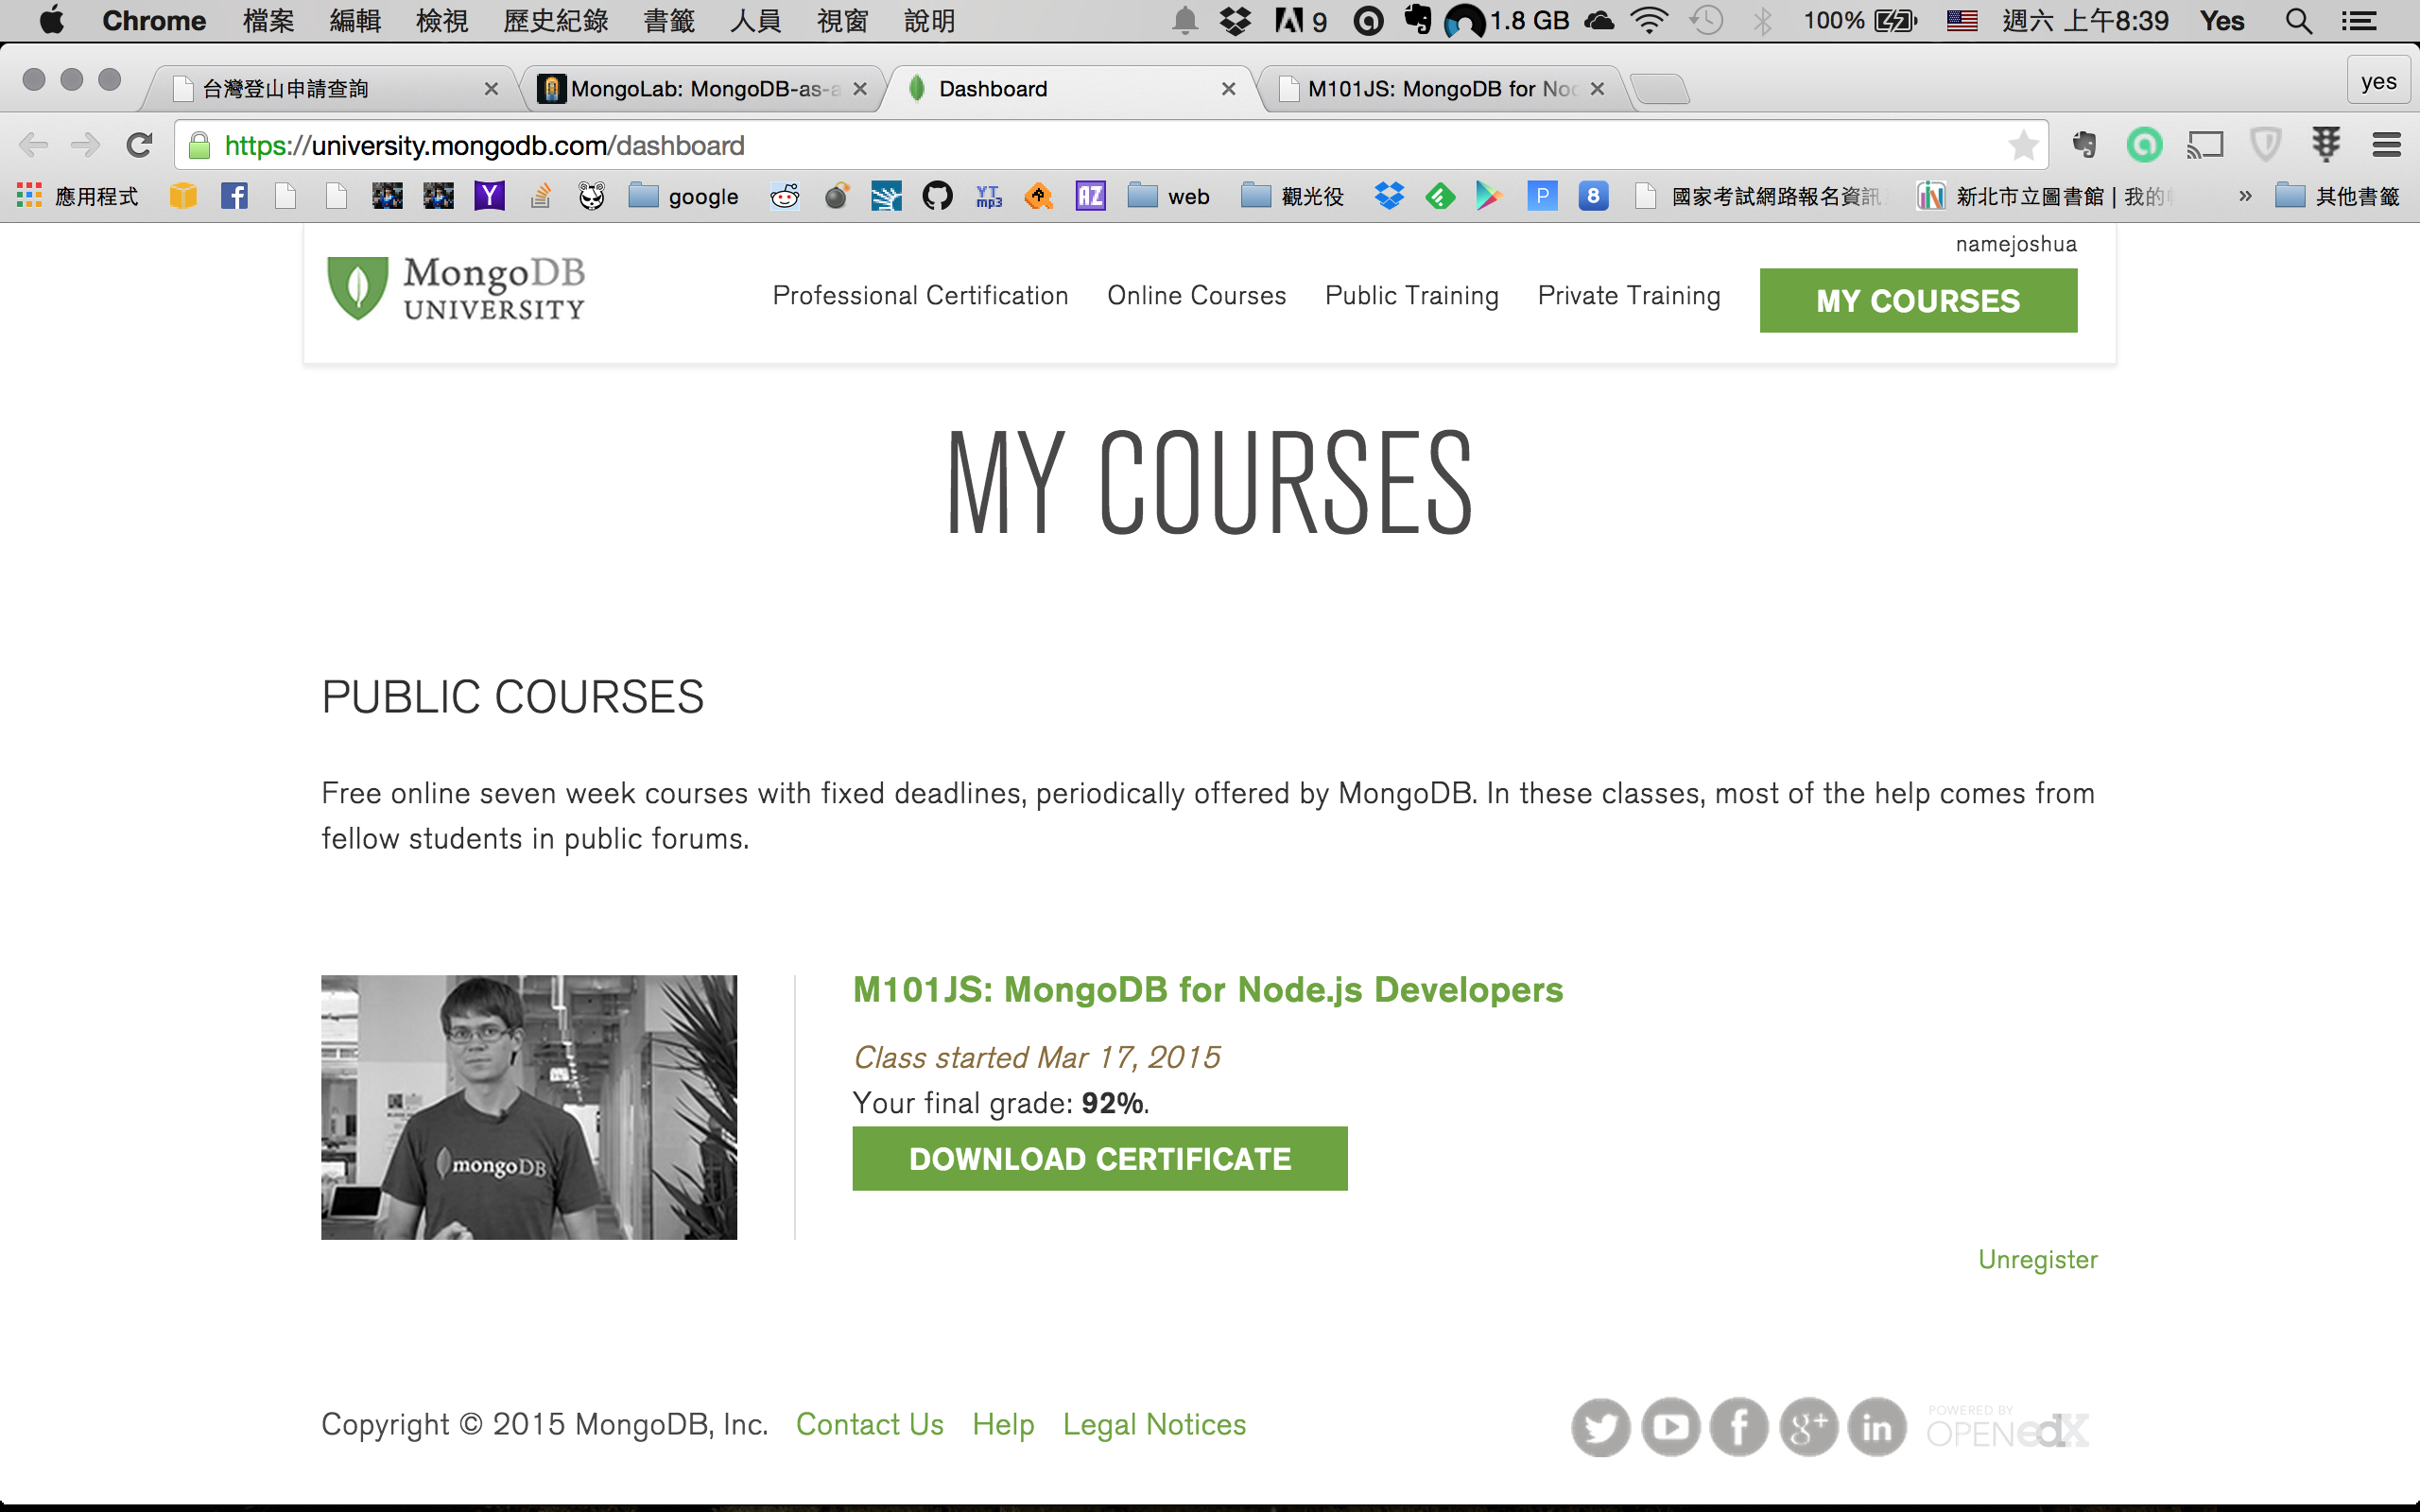 Chrome 檔案 編輯 檢視 歷史紀錄 書籤 人員 視窗 說明 9 1.8 GB 100% 週六 上午8:39 Yes
台灣登山申請查詢 MongoLab: MongoDB-as-a Dashboard M101JS: MongoDB for Noc yes
https://university.mongodb.com/dashboard
應用程式 google YT mp3 AZ web 觀光役 P 8 國家考試網路報名資訊 新北市立圖書館 | 我的 » 其他書籤
namejoshua
MongoDB UNIVERSITY Professional Certification Online Courses Public Training Private Training MY COURSES
MY COURSES
PUBLIC COURSES
Free online seven week courses with fixed deadlines, periodically offered by MongoDB. In these classes, most of the help comes from
fellow students in public forums.
M101JS: MongoDB for Node.js Developers
Class started Mar 17, 2015
Your final grade: 92%.
mongoDB
DOWNLOAD CERTIFICATE
Unregister
Copyright © 2015 MongoDB, Inc. Contact Us Help Legal Notices
POWERED BY
OPENedX